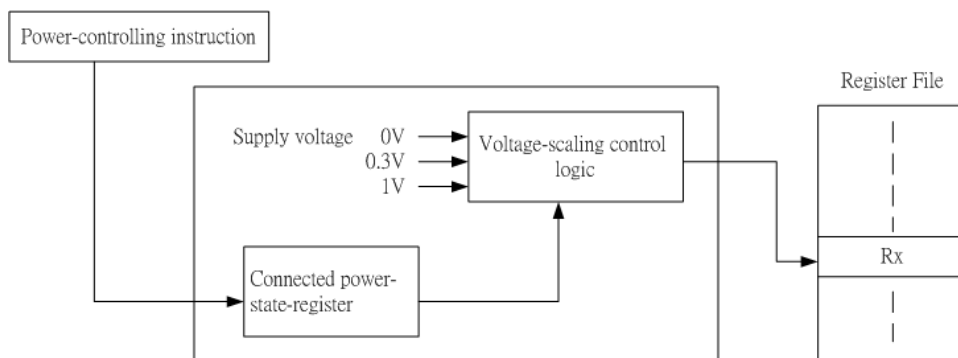 Power-controlling instruction
Register File
Supply voltage 0V
0.3V
1V
Voltage-scaling control
logic
Rx
Connected power-
state-register